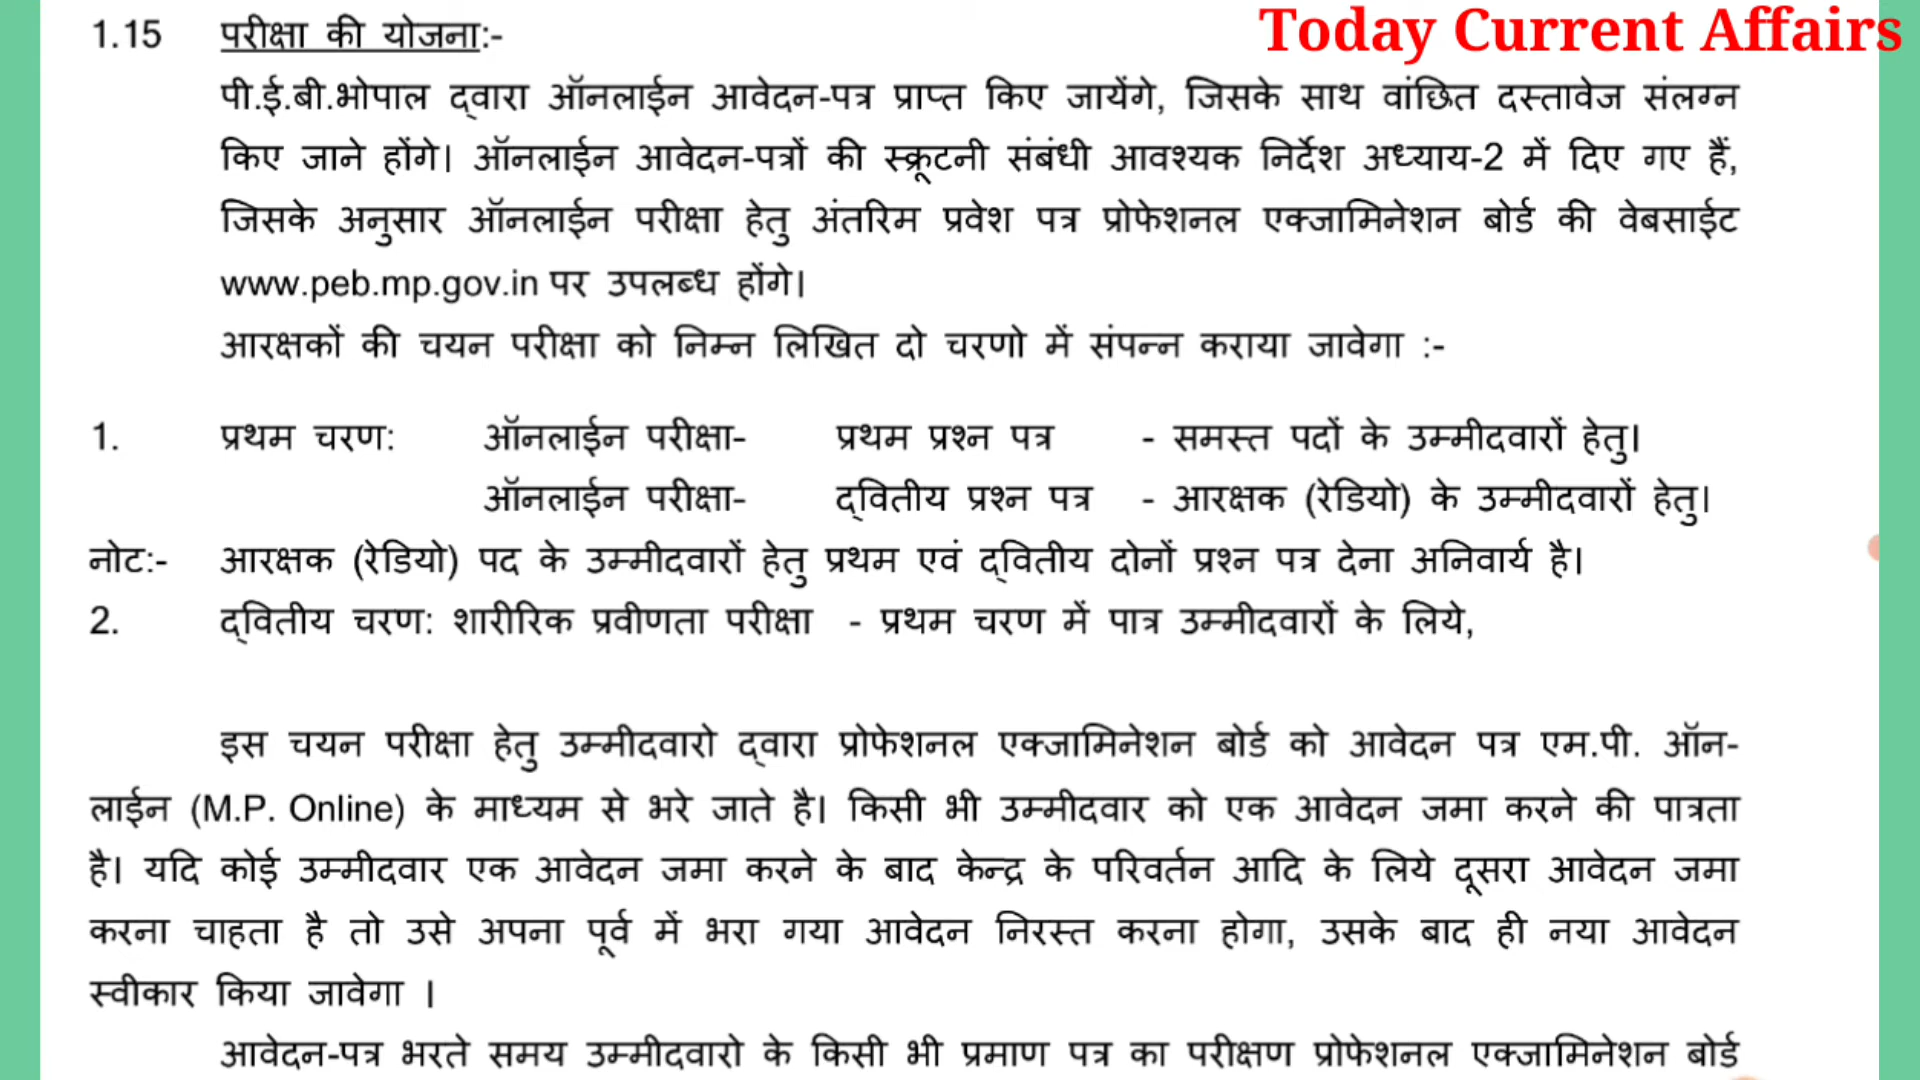 Today Current Affairs
1.15 परीक्षा की योजना:-
पी.ई.बी.भोपाल द्वारा ऑनलाईन आवेदन-पत्र प्राप्त किए जायेंगे, जिसके साथ वांछित दस्तावेज संलग्न
किए जाने होंगे। ऑनलाईन आवेदन-पत्रों की स्क्रूटनी संबंधी आवश्यक निर्देश अध्याय-2 में दिए गए हैं,
जिसके अनुसार ऑनलाईन परीक्षा हेतु अंतरिम प्रवेश पत्र प्रोफेशनल एक्जामिनेशन बोर्ड की वेबसाईट
www.peb.mp.gov.in पर उपलब्ध होंगे।
आरक्षकों की चयन परीक्षा को निम्न लिखित दो चरणो में संपन्न कराया जावेगा :-
1. प्रथम चरण: ऑनलाईन परीक्षा- प्रथम प्रश्न पत्र - समस्त पदों के उम्मीदवारों हेतु।
ऑनलाईन परीक्षा- द्वितीय प्रश्न पत्र - आरक्षक (रेडियो) के उम्मीदवारों हेतु।
नोट:- आरक्षक (रेडियो) पद के उम्मीदवारों हेतु प्रथम एवं द्वितीय दोनों प्रश्न पत्र देना अनिवार्य है।
2. द्वितीय चरण: शारीरिक प्रवीणता परीक्षा - प्रथम चरण में पात्र उम्मीदवारों के लिये,
इस चयन परीक्षा हेतु उम्मीदवारो द्वारा प्रोफेशनल एक्जामिनेशन बोर्ड को आवेदन पत्र एम.पी. ऑन-
लाईन (M.P. Online) के माध्यम से भरे जाते है। किसी भी उम्मीदवार को एक आवेदन जमा करने की पात्रता
है। यदि कोई उम्मीदवार एक आवेदन जमा करने के बाद केन्द्र के परिवर्तन आदि के लिये दूसरा आवेदन जमा
करना चाहता है तो उसे अपना पूर्व में भरा गया आवेदन निरस्त करना होगा, उसके बाद ही नया आवेदन
स्वीकार किया जावेगा ।
आवेदन-पत्र भरते समय उम्मीदवारो के किसी भी प्रमाण पत्र का परीक्षण प्रोफेशनल एक्जामिनेशन बोर्ड